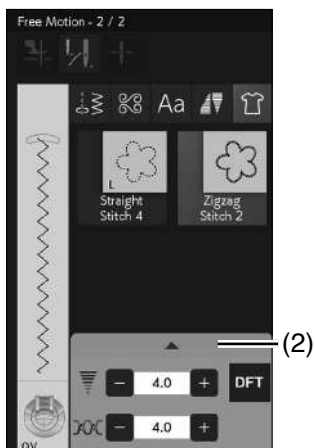 Free Motion - 2 / 2
Aa
L
Straight
Stitch 4
Zigzag
Stitch 2
(2)
– 4.0 + DFT
– 4.0 +